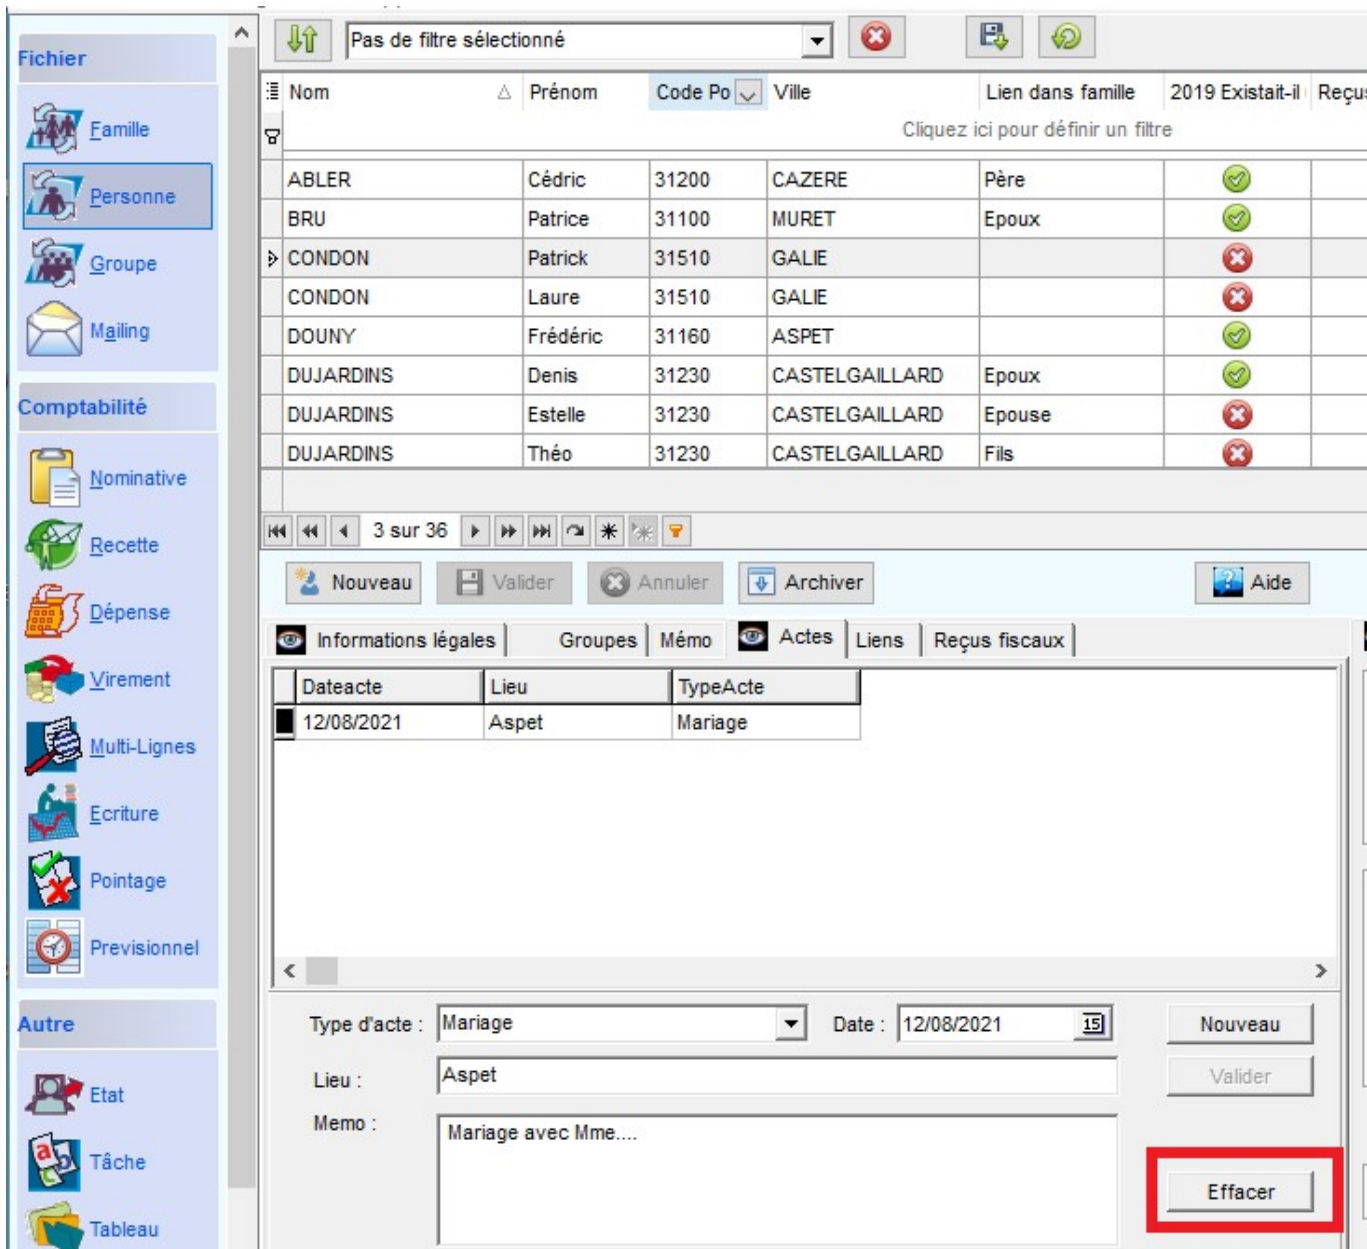 Fichier
Famille
Personne
Groupe
Mailing
Comptabilité
Nominative
Recette
Dépense
Virement
Multi-Lignes
Ecriture
Pointage
Previsionnel
Autre
Etat
Tâche
Tableau
Pas de filtre sélectionné
Nom Prénom Code Po Ville Lien dans famille 2019 Existait-il Reçus
Cliquez ici pour définir un filtre
ABLER Cédric 31200 CAZERE Père
BRU Patrice 31100 MURET Epoux
CONDON Patrick 31510 GALIE
CONDON Laure 31510 GALIE
DOUNY Frédéric 31160 ASPET
DUJARDINS Denis 31230 CASTELGAILLARD Epoux
DUJARDINS Estelle 31230 CASTELGAILLARD Epouse
DUJARDINS Théo 31230 CASTELGAILLARD Fils
3 sur 36
Nouveau Valider Annuler Archiver Aide
Informations légales Groupes Mémo Actes Liens Reçus fiscaux
Dateacte Lieu TypeActe
12/08/2021 Aspet Mariage
Type d'acte : Mariage Date : 12/08/2021 15 Nouveau
Lieu : Aspet Valider
Memo : Mariage avec Mme....
Effacer